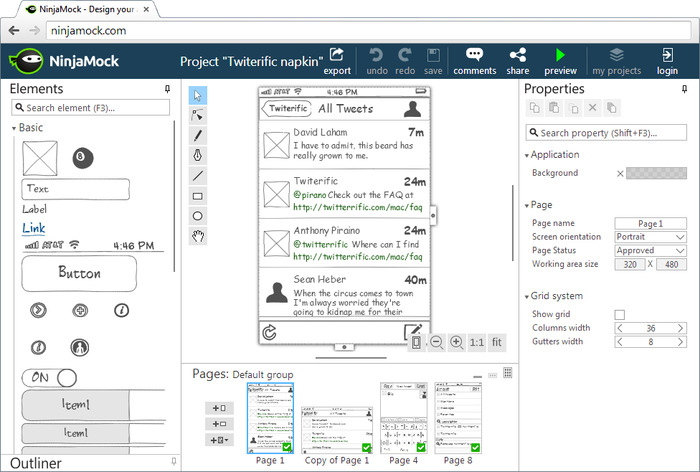 NinjaMock - Design your
ninjamock.com
NinjaMock
Project "Twiterific napkin"
export
undo
redo
save
comments
share
preview
my projects
login
Elements
Search element (F3)...
Basic
8
Text
Label
Link
AT&T 4:46 PM
Button
ON
Item1
Item1
Outliner
AT&T 4:46 PM
Twiterific
All Tweets
David Laham 7m
I have to admit, this beard has
really grown to me.
Twiterific 24m
@pirano Check out the FAQ at
http://twitterrific.com/mac/faq
Anthony Piraino 24m
@twitterrific Where can I find
http://twitterrific.com/mac/faq
Sean Heber 40m
When the circus comes to town
I'm always worried they're
going to kidnap me for their
1:1
fit
Pages: Default group
Page 1
Copy of Page 1
Page 4
Page 8
Properties
Search property (Shift+F3)...
Application
Background
Page
Page name Page 1
Screen orientation Portrait
Page Status Approved
Working area size 320 X 480
Grid system
Show grid
Columns width 36
Gutters width 8